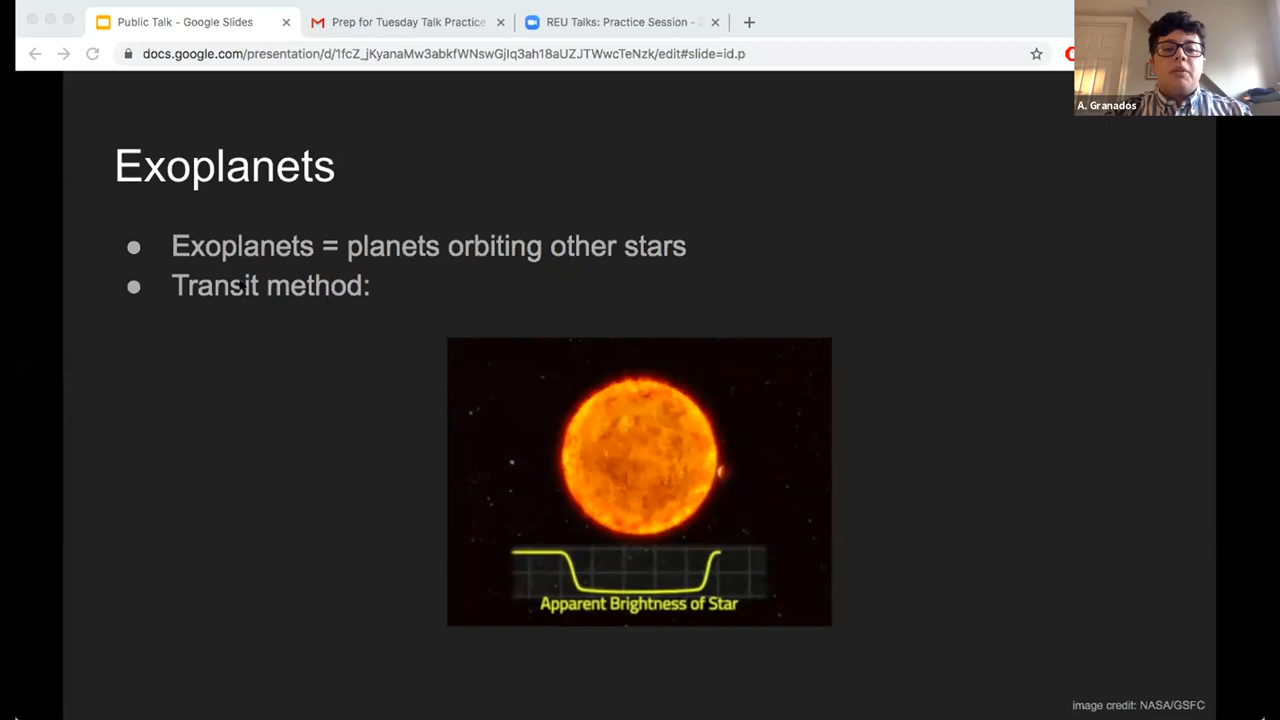 Public Talk - Google Slides
Prep for Tuesday Talk Practice
REU Talks: Practice Session - 2
docs.google.com/presentation/d/1fcZ_jKyanaMw3abkfWNswGjIq3ah18aUZJTWwcTeNzk/edit#slide=id.p
A. Granados
Exoplanets
● Exoplanets = planets orbiting other stars
● Transit method:
Apparent Brightness of Star
image credit: NASA/GSFC